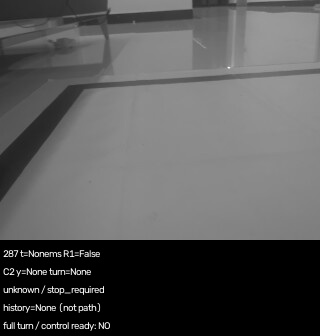 287 t=Nonems R1=False
C2 y=None turn=None
unknown / stop_required
history=None (not path)
full turn / control ready: NO